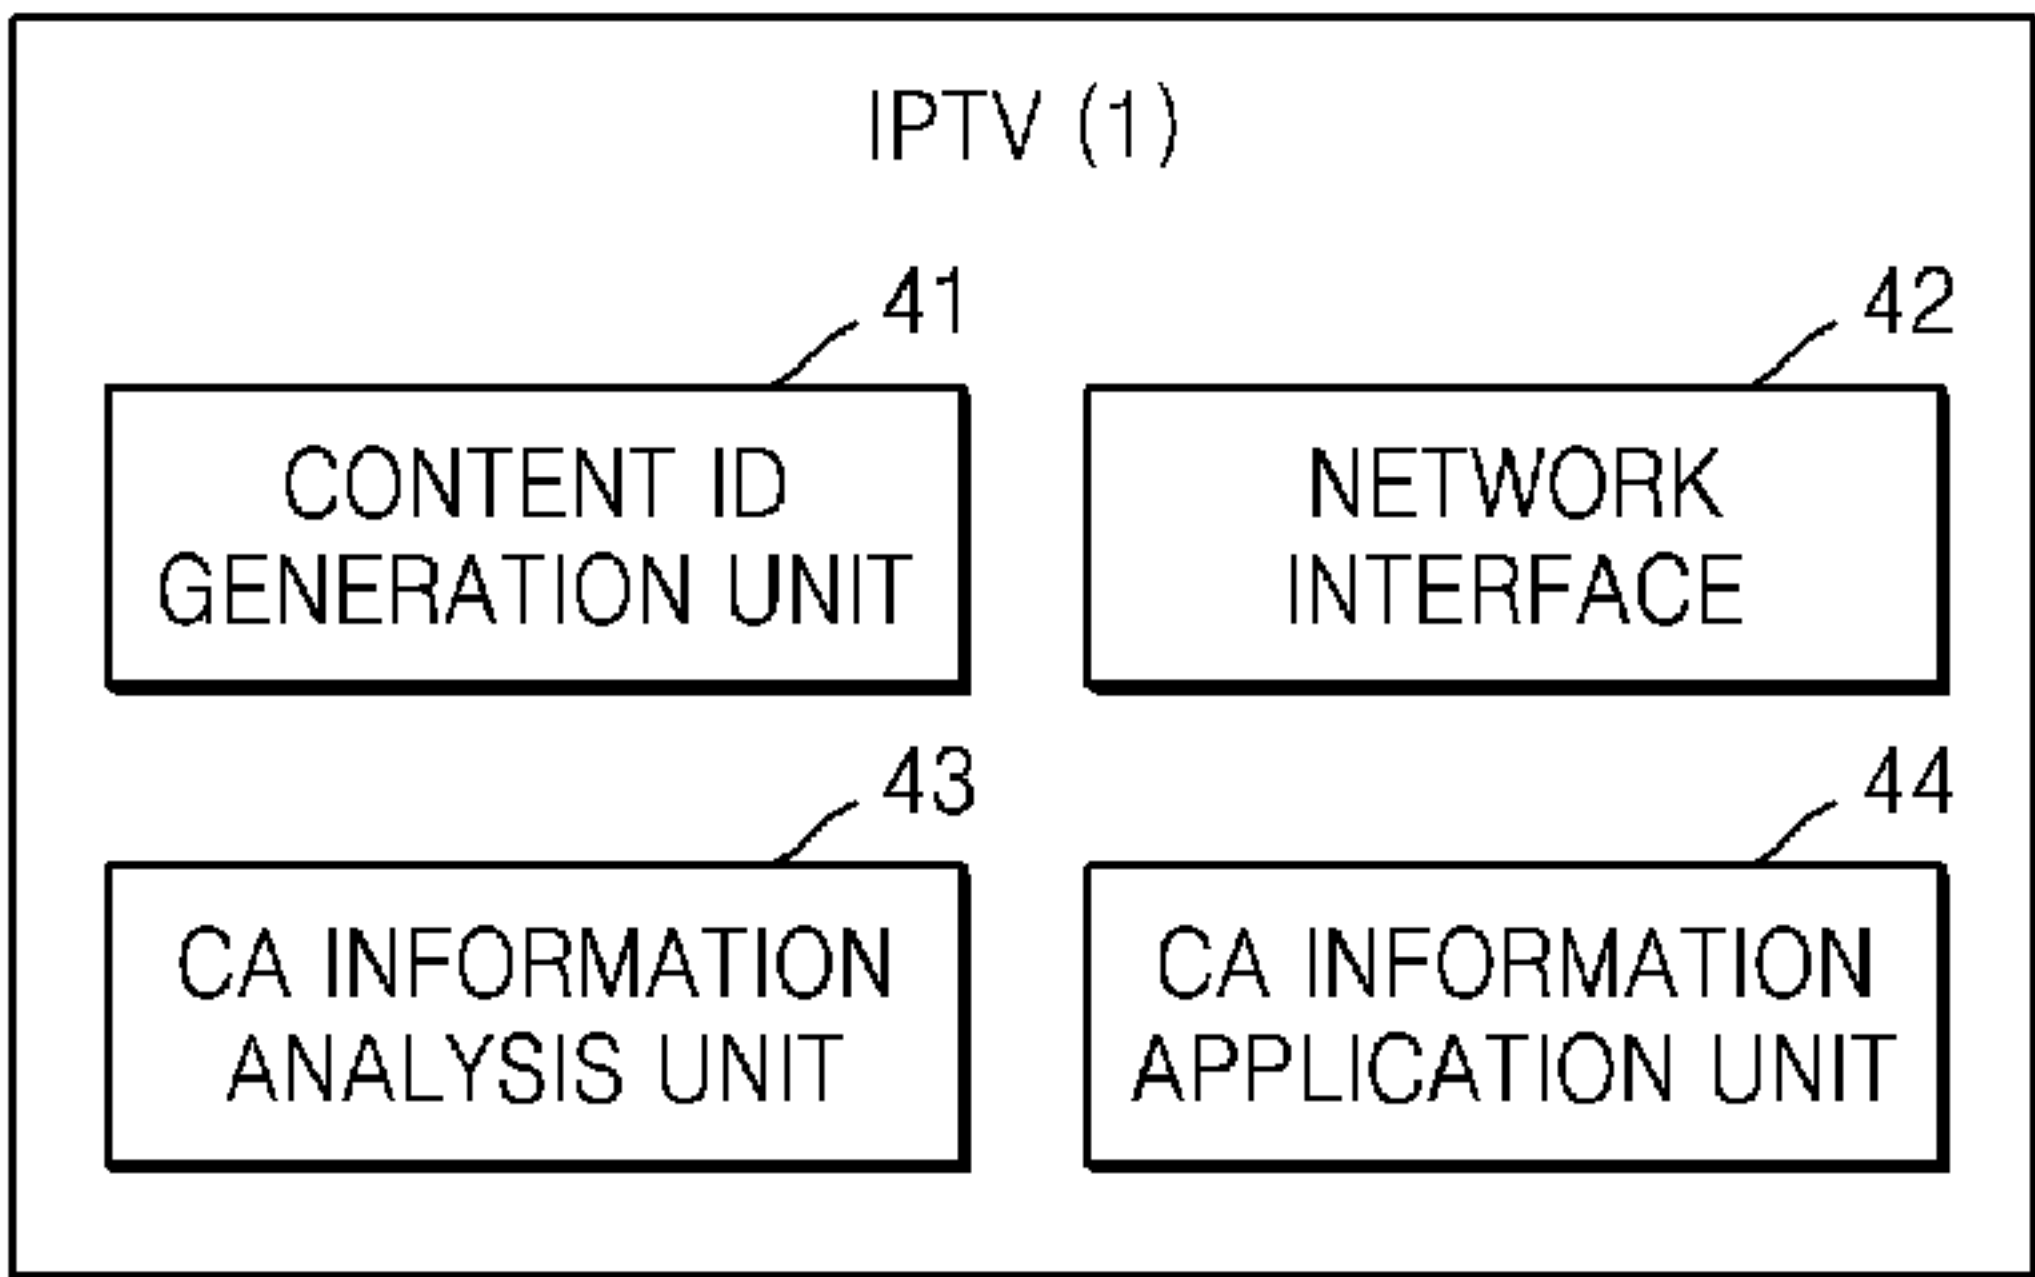 IPTV (1)
41
42
CONTENT ID
GENERATION UNIT
NETWORK
INTERFACE
43
44
CA INFORMATION
ANALYSIS UNIT
CA INFORMATION
APPLICATION UNIT